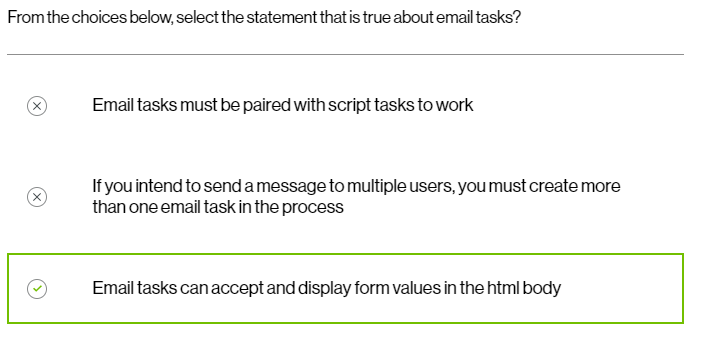 From the choices below, select the statement that is true about email tasks?
Email tasks must be paired with script tasks to work
If you intend to send a message to multiple users, you must create more
than one email task in the process
Email tasks can accept and display form values in the html body